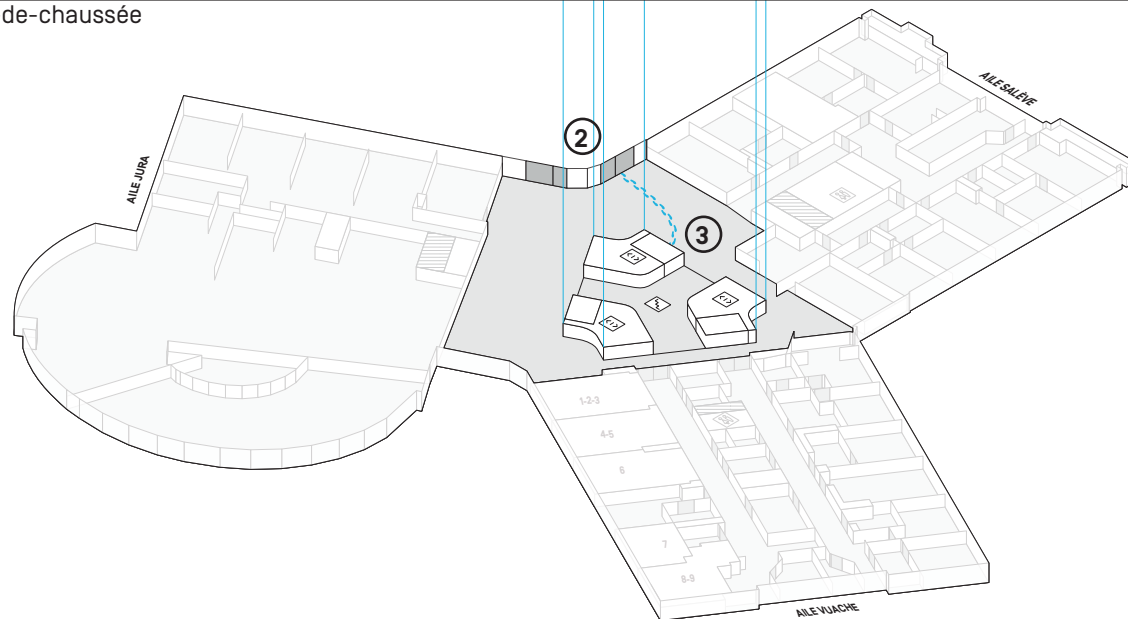 de-chaussée
AILE SALÈVE
2
AILE JURA
3
1-2-3
4-5
6
7
8-9
AILE VUACHE